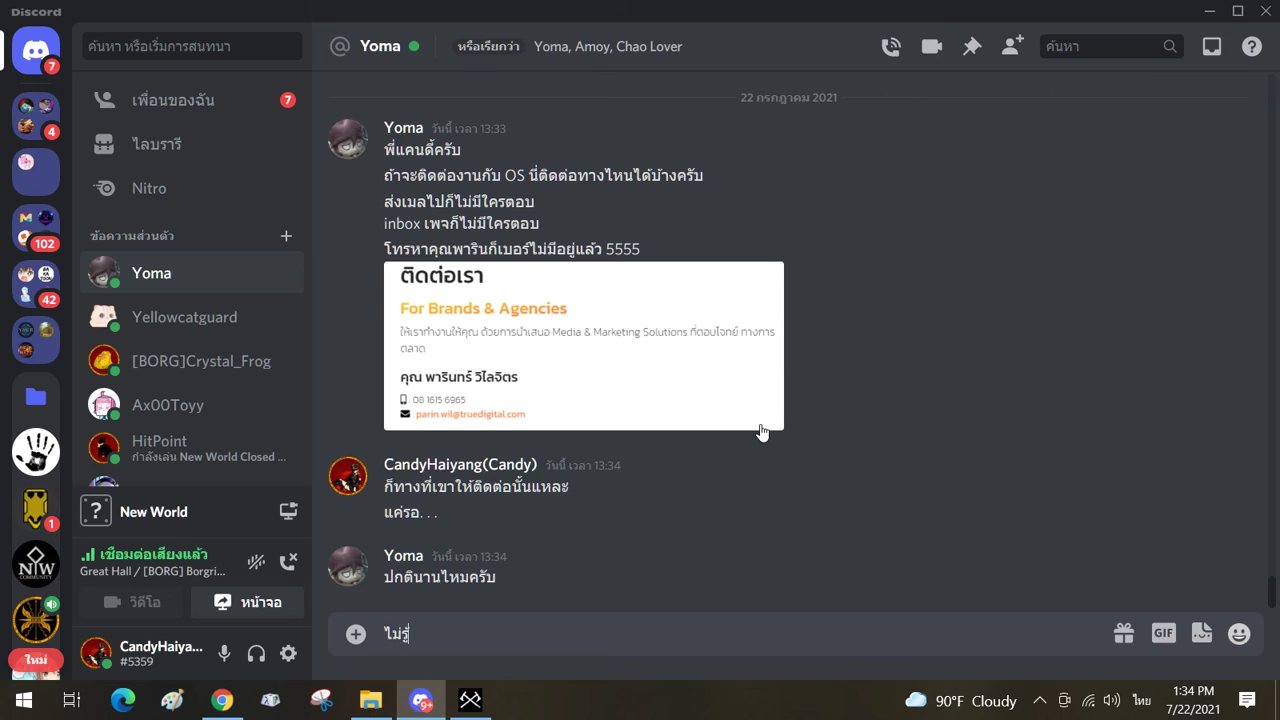 Discord
ค้นหา หรือเริ่มการสนทนา
Yoma
หรือเรียกว่า
Yoma, Amoy, Chao Lover
ค้นหา
7
4
102
42
1
ใหม่
เพื่อนของฉัน
7
ไลบรารี
Nitro
ข้อความส่วนตัว
Yoma
Yellowcatguard
[BORG]Crystal_Frog
Ax00Toyy
HitPoint
กำลังเล่น New World Closed ...
New World
เชื่อมต่อเสียงแล้ว
Great Hall / [BORG] Borgri...
วิดีโอ
หน้าจอ
CandyHaiya...
#5359
22 กรกฎาคม 2021
Yoma วันนี้ เวลา 13:33
พี่แคนดี้ครับ
ถ้าจะติดต่องานกับ OS นี่ติดต่อทางไหนได้บ้างครับ
ส่งเมลไปก็ไม่มีใครตอบ
inbox เพจก็ไม่มีใครตอบ
โทรหาคุณพารินก็เบอร์ไม่มีอยู่แล้ว 5555
ติดต่อเรา
For Brands & Agencies
ให้เราทำงานให้คุณ ด้วยการนำเสนอ Media & Marketing Solutions ที่ตอบโจทย์ ทางการ
ตลาด
คุณ พารินทร์ วิไลจิตร
08 1615 6965
parin.wil@truedigital.com
CandyHaiyang(Candy) วันนี้ เวลา 13:34
ก็ทางที่เขาให้ติดต่อนั้นแหละ
แค่รอ...
Yoma วันนี้ เวลา 13:34
ปกตินานไหมครับ
ไม่รู้
GIF
9+
90°F Cloudy
ไทย
1:34 PM
7/22/2021